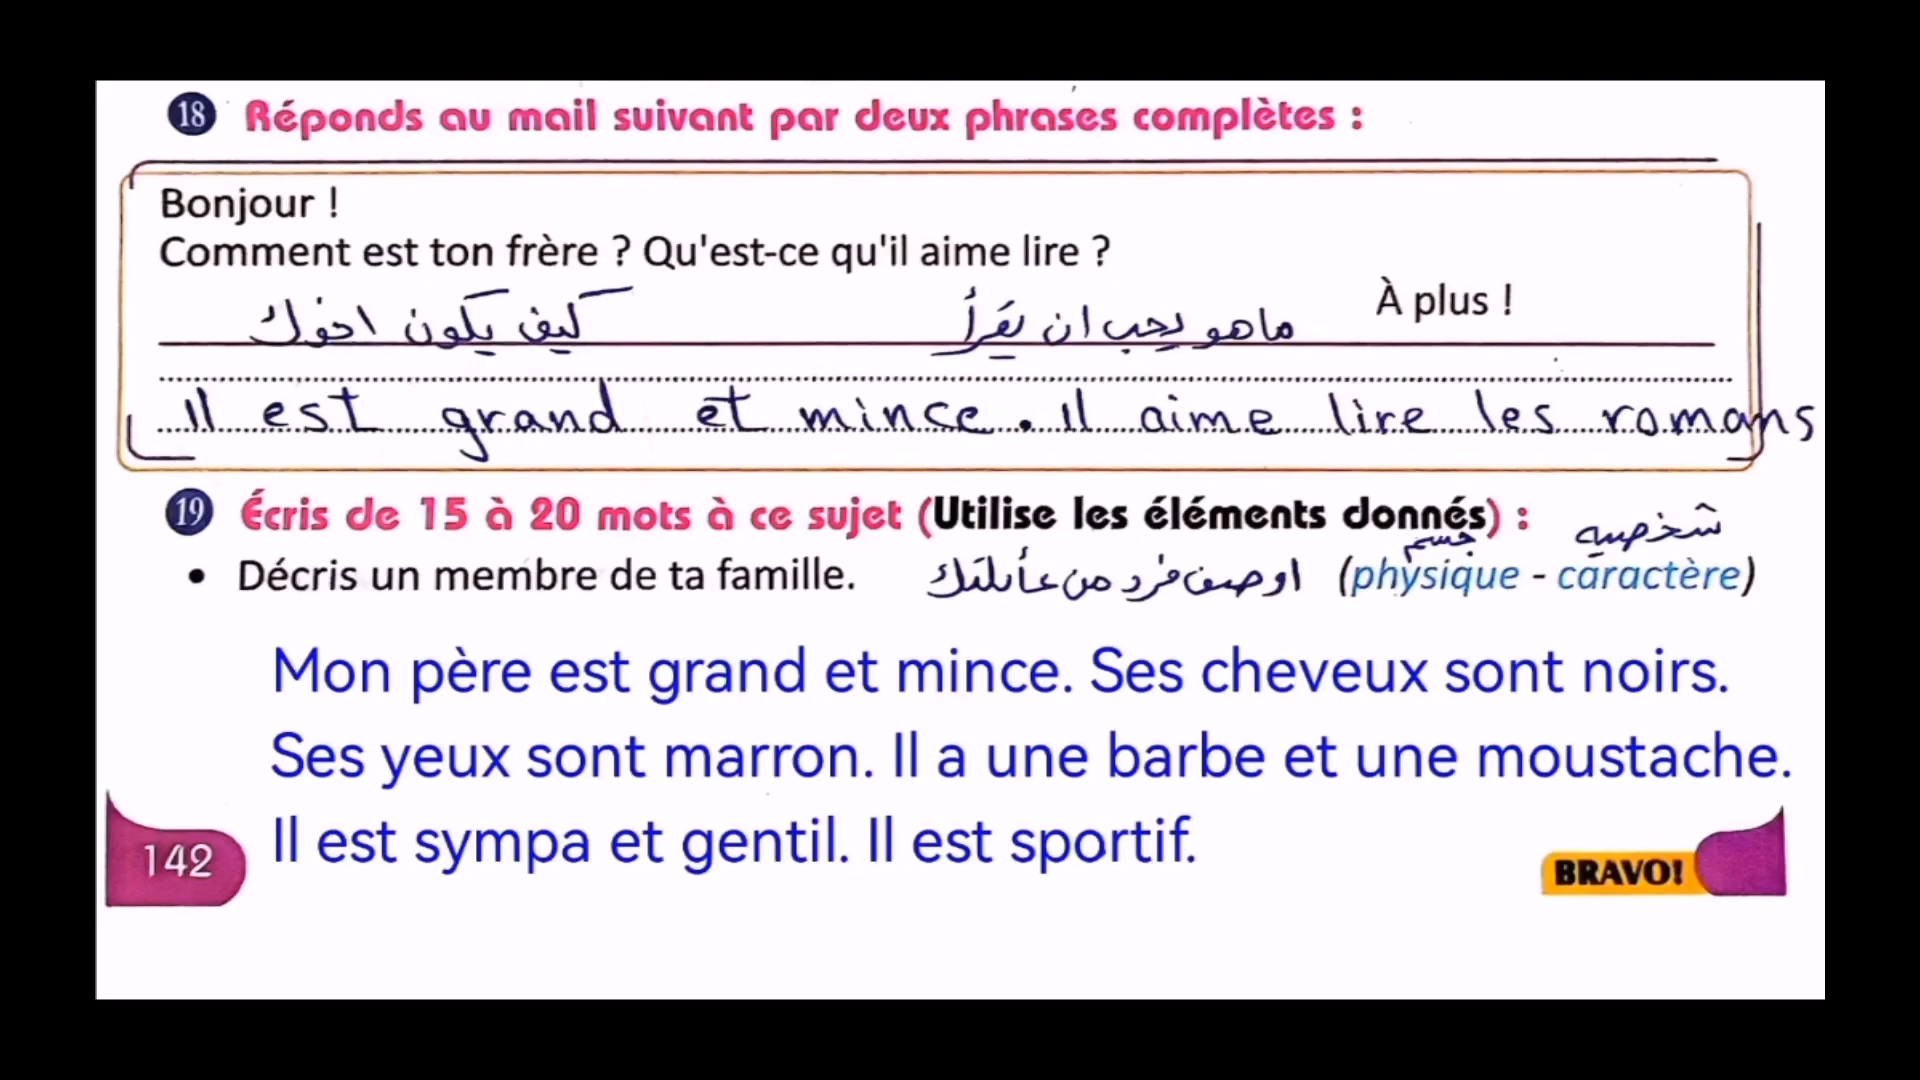 18 Réponds au mail suivant par deux phrases complètes :
Bonjour !
Comment est ton frère ? Qu'est-ce qu'il aime lire ?
À plus !
كيف يكون اخوك ماهو يحب ان يقرأ
Il est grand et mince. Il aime lire les romans
19 Écris de 15 à 20 mots à ce sujet (Utilise les éléments donnés) :
جسم شخصيه
• Décris un membre de ta famille. اوصف فرد من عائلتك (physique - caractère)
Mon père est grand et mince. Ses cheveux sont noirs.
Ses yeux sont marron. Il a une barbe et une moustache.
Il est sympa et gentil. Il est sportif.
142
BRAVO!